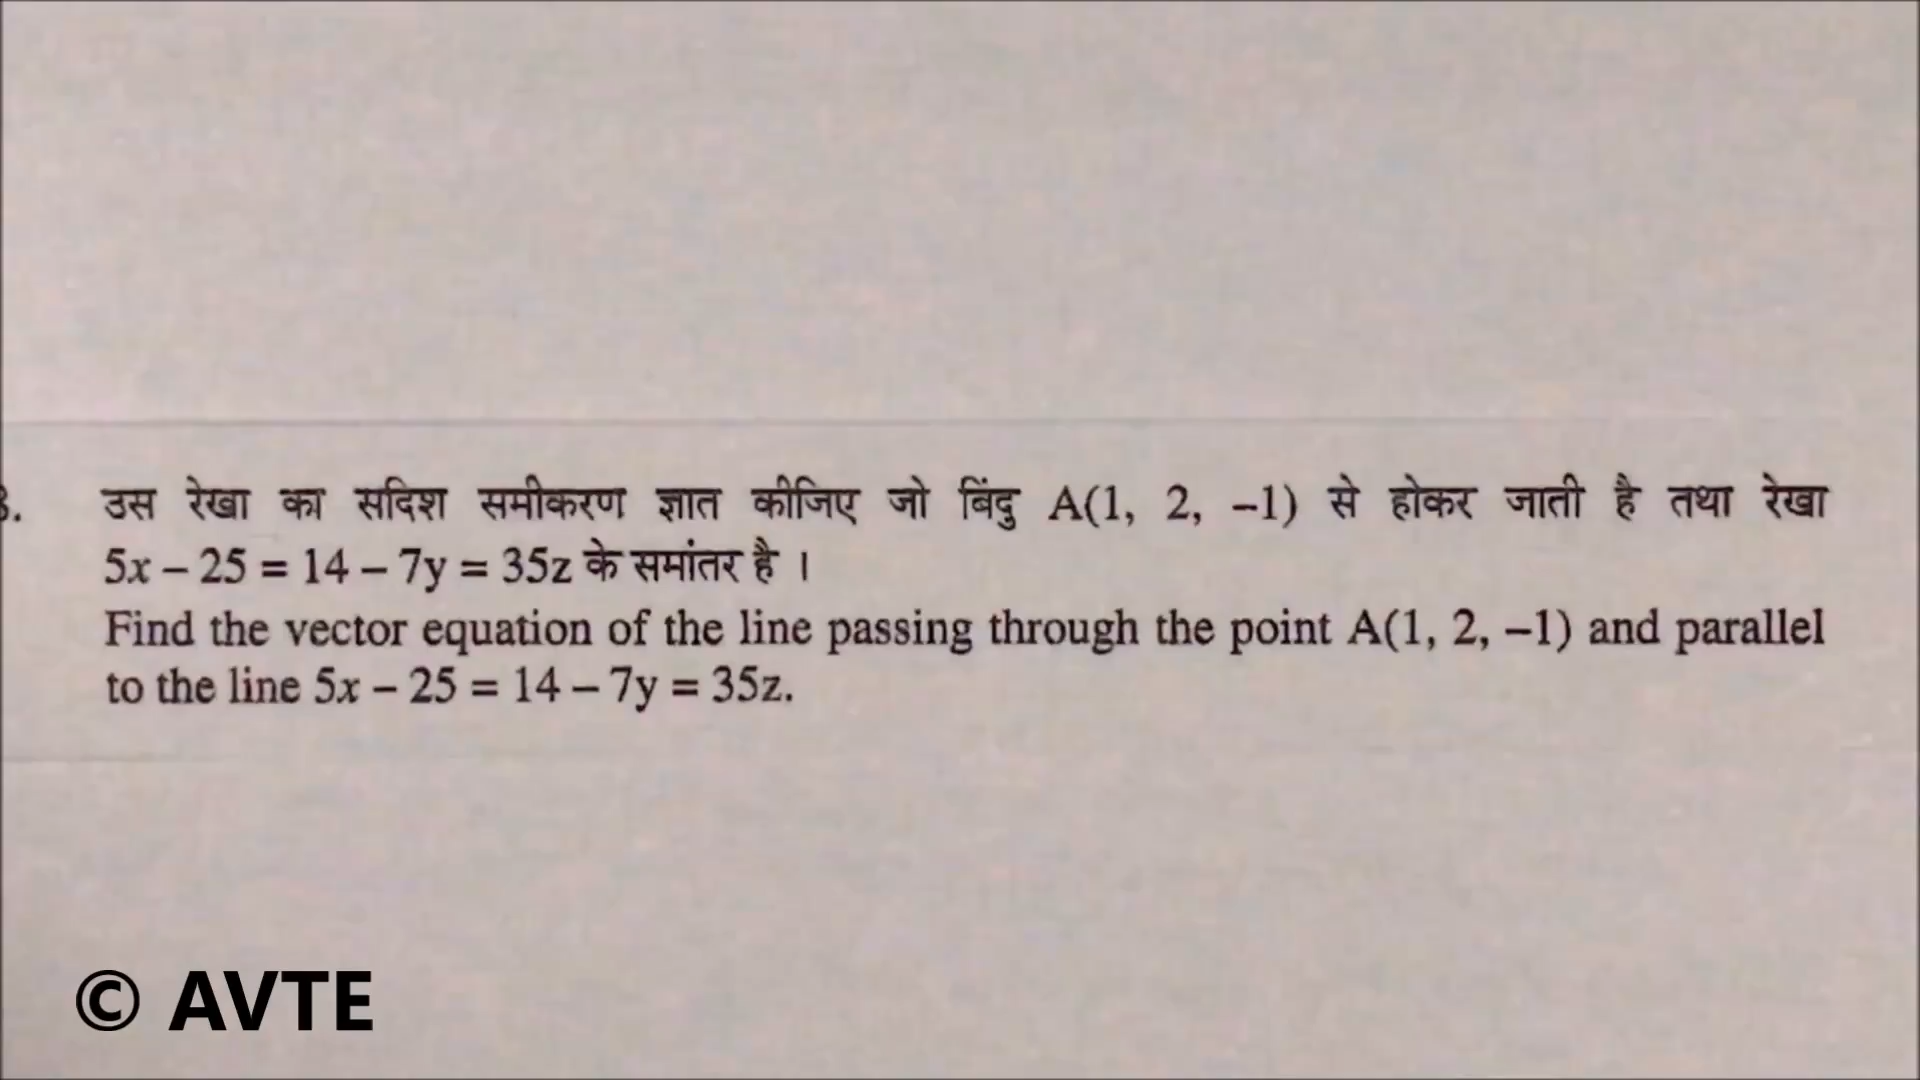 3. उस रेखा का सदिश समीकरण ज्ञात कीजिए जो बिंदु A(1, 2, –1) से होकर जाती है तथा रेखा
5x – 25 = 14 – 7y = 35z के समांतर है ।
Find the vector equation of the line passing through the point A(1, 2, –1) and parallel
to the line 5x – 25 = 14 – 7y = 35z.
© AVTE